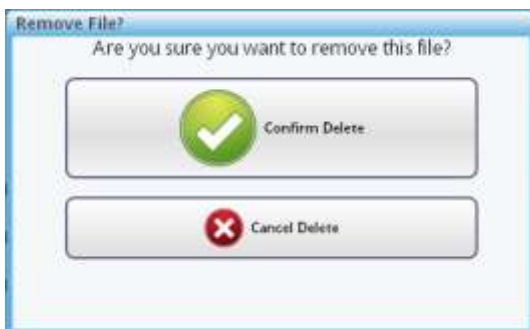 Remove File?
Are you sure you want to remove this file?
Confirm Delete
Cancel Delete